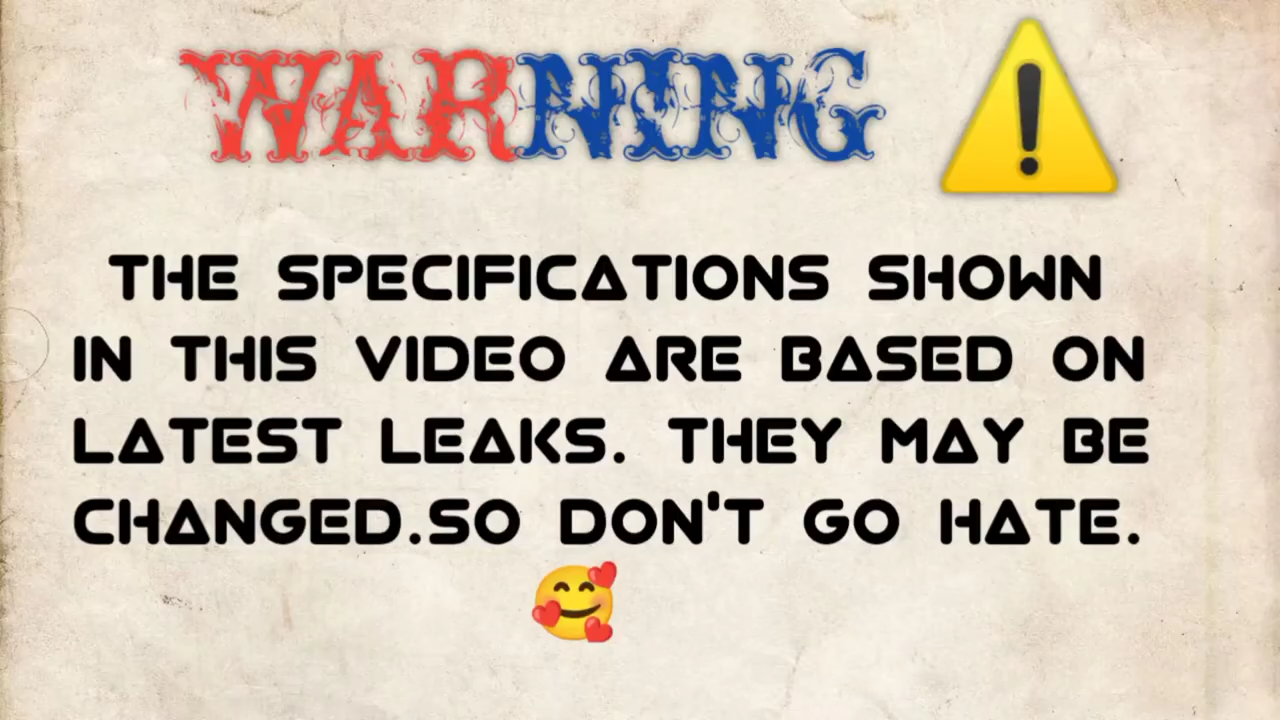 WARNING
THE SPECIFICATIONS SHOWN
IN THIS VIDEO ARE BASED ON
LATEST LEAKS. THEY MAY BE
CHANGED.SO DON'T GO HATE.